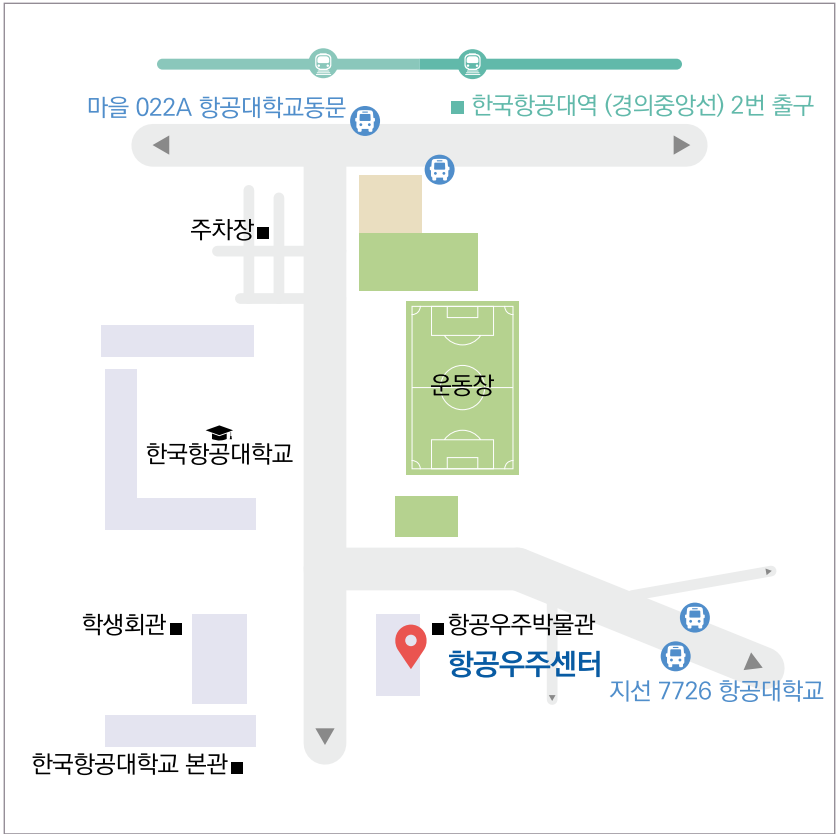 마을 022A 항공대학교동문
한국항공대역 (경의중앙선) 2번 출구
주차장
운동장
한국항공대학교
학생회관
항공우주박물관
항공우주센터
지선 7726 항공대학교
한국항공대학교 본관